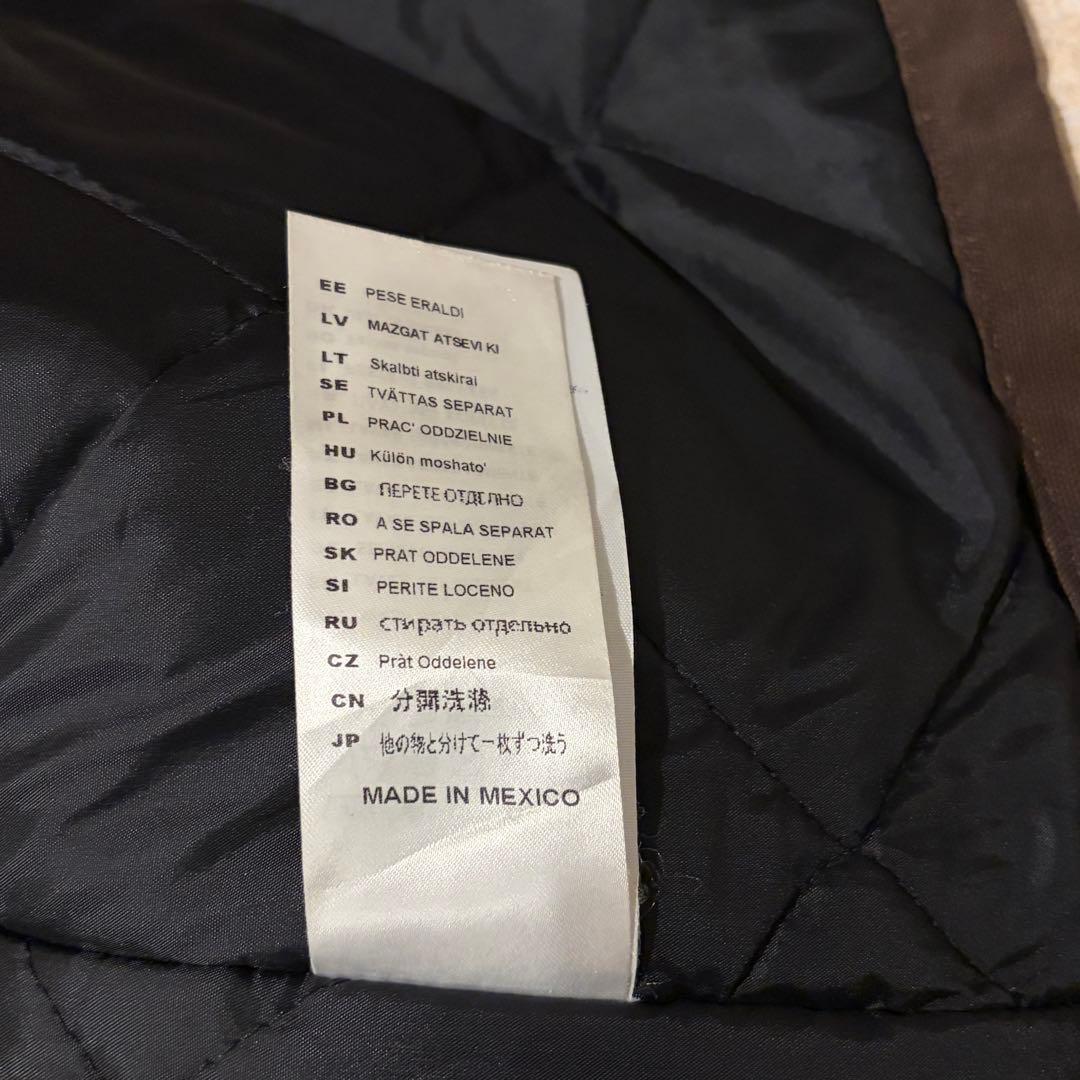 EE PESE ERALDI
LV MAZGAT ATSEVI KI
LT Skalbti atskirai
SE TVÄTTAS SEPARAT
PL PRAC' ODDZIELNIE
HU Külön moshato'
BG ПЕРЕТЕ ОТДЕЛНО
RO A SE SPALA SEPARAT
SK PRAT ODDELENE
SI PERITE LOCENO
RU стирать отдельно
CZ Pràt Oddelene
CN 分開洗滌
JP 他の物と分けて一枚ずつ洗う
MADE IN MEXICO